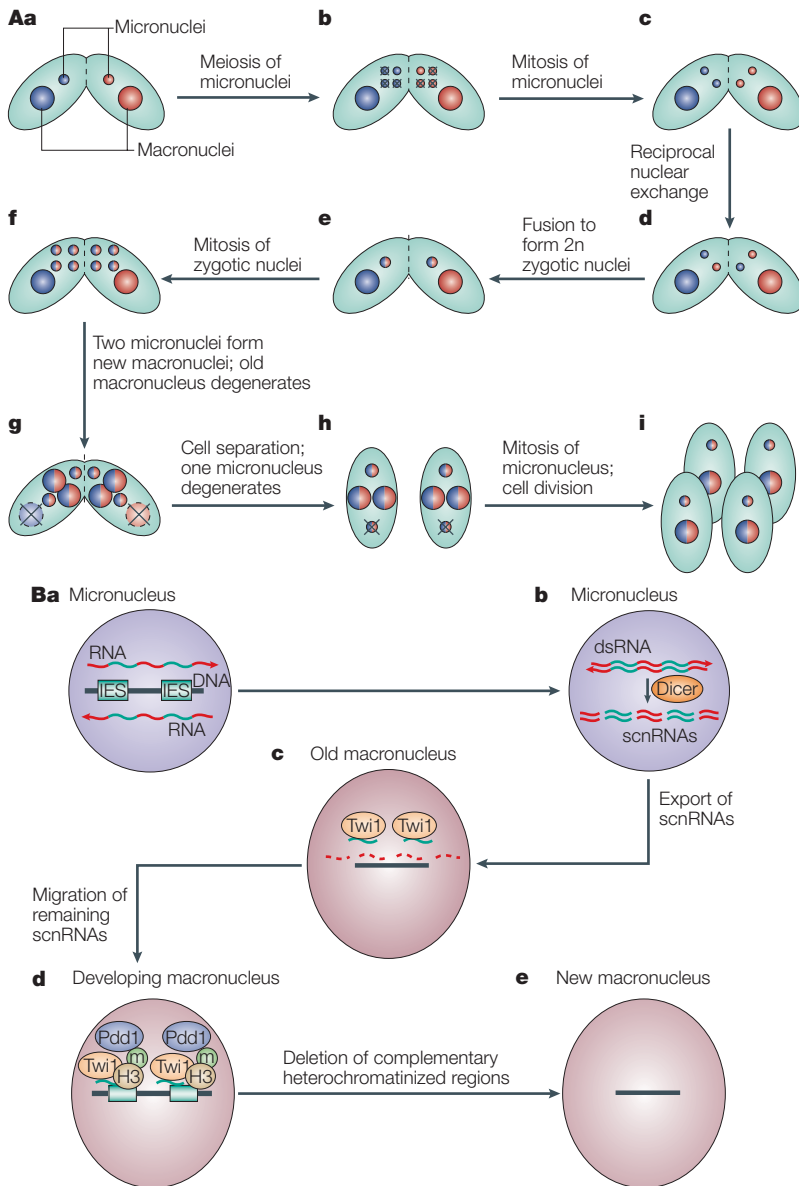 Aa
Micronuclei
Macronuclei
Meiosis of
micronuclei
b
Mitosis of
micronuclei
c
Reciprocal
nuclear
exchange
d
Fusion to
form 2n
zygotic nuclei
e
Mitosis of
zygotic nuclei
f
Two micronuclei form
new macronuclei; old
macronucleus degenerates
g
Cell separation;
one micronucleus
degenerates
h
Mitosis of
micronucleus;
cell division
i
Ba Micronucleus
RNA
DNA
IES
IES
RNA
b Micronucleus
dsRNA
Dicer
scnRNAs
Export of
scnRNAs
c Old macronucleus
Twi1
Twi1
Migration of
remaining
scnRNAs
d Developing macronucleus
Pdd1
Pdd1
m
m
Twi1
H3
Twi1
H3
Deletion of complementary
heterochromatinized regions
e New macronucleus